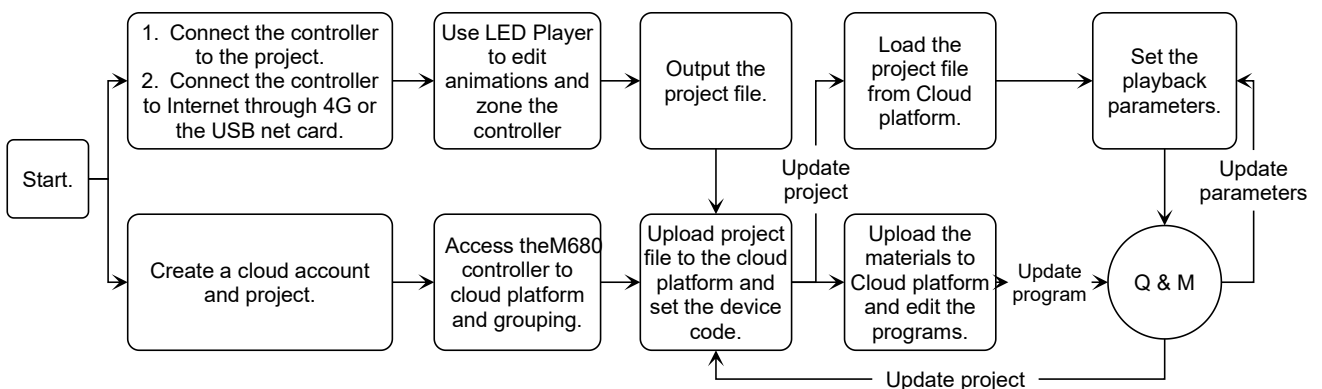 Start.
1. Connect the controller
to the project.
2. Connect the controller
to Internet through 4G or
the USB net card.
Use LED Player
to edit
animations and
zone the
controller
Output the
project file.
Load the
project file
from Cloud
platform.
Set the
playback
parameters.
Update
project
Update
parameters
Create a cloud account
and project.
Access theM680
controller to
cloud platform
and grouping.
Upload project
file to the cloud
platform and
set the device
code.
Upload the
materials to
Cloud platform
and edit the
programs.
Update
program
Q & M
Update project